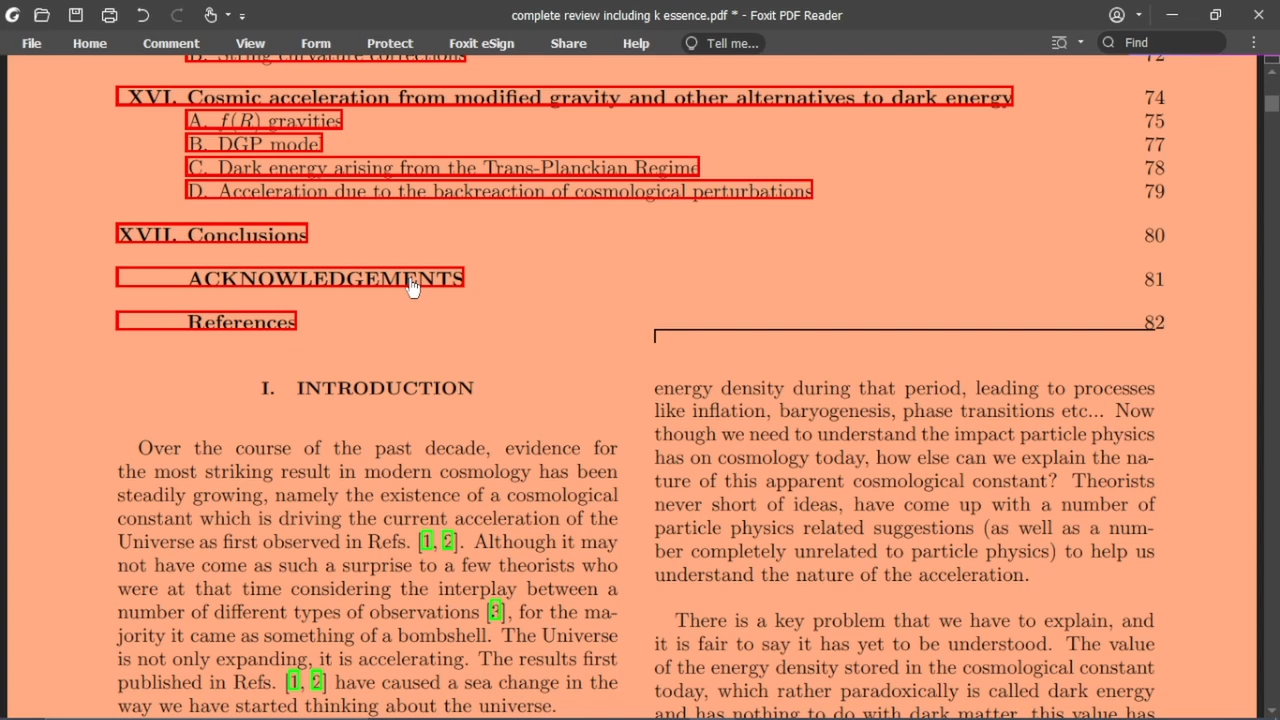 complete review including k essence.pdf * - Foxit PDF Reader
File Home Comment View Form Protect Foxit eSign Share Help Tell me... Find
B. String curvature corrections 72
XVI. Cosmic acceleration from modified gravity and other alternatives to dark energy 74
A. f(R) gravities 75
B. DGP model 77
C. Dark energy arising from the Trans-Planckian Regime 78
D. Acceleration due to the backreaction of cosmological perturbations 79
XVII. Conclusions 80
ACKNOWLEDGEMENTS 81
References 82
I. INTRODUCTION
Over the course of the past decade, evidence for
the most striking result in modern cosmology has been
steadily growing, namely the existence of a cosmological
constant which is driving the current acceleration of the
Universe as first observed in Refs. [1, 2]. Although it may
not have come as such a surprise to a few theorists who
were at that time considering the interplay between a
number of different types of observations [3], for the ma-
jority it came as something of a bombshell. The Universe
is not only expanding, it is accelerating. The results first
published in Refs. [1, 2] have caused a sea change in the
way we have started thinking about the universe.
energy density during that period, leading to processes
like inflation, baryogenesis, phase transitions etc... Now
though we need to understand the impact particle physics
has on cosmology today, how else can we explain the na-
ture of this apparent cosmological constant? Theorists
never short of ideas, have come up with a number of
particle physics related suggestions (as well as a num-
ber completely unrelated to particle physics) to help us
understand the nature of the acceleration.
There is a key problem that we have to explain, and
it is fair to say it has yet to be understood. The value
of the energy density stored in the cosmological constant
today, which rather paradoxically is called dark energy
and has nothing to do with dark matter, this value has